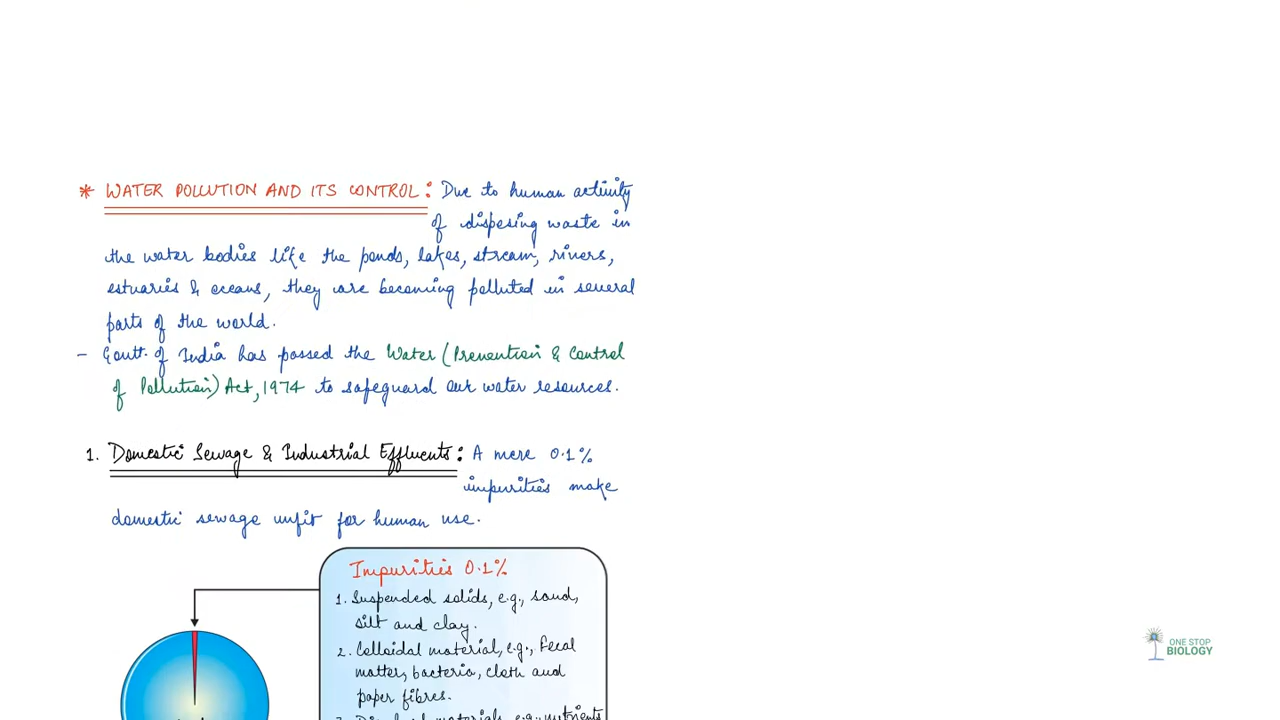 * WATER POLLUTION AND ITS CONTROL : Due to human activity
of disposing waste in
the water bodies like the ponds, lakes, stream, rivers,
estuaries & oceans, they are becoming polluted in several
parts of the world.
- Govt. of India has passed the Water (Prevention & Control
of Pollution) Act, 1974 to safeguard our water resources.
1. Domestic Sewage & Industrial Effluents : A mere 0.1%
impurities make
domestic sewage unfit for human use.
Impurities 0.1%
1. Suspended solids, e.g., sand,
silt and clay.
2. Colloidal material, e.g., Fecal
matter, bacteria, cloth and
paper fibres.
3. Dissolved materials, e.g., nutrients
ONE STOP
BIOLOGY